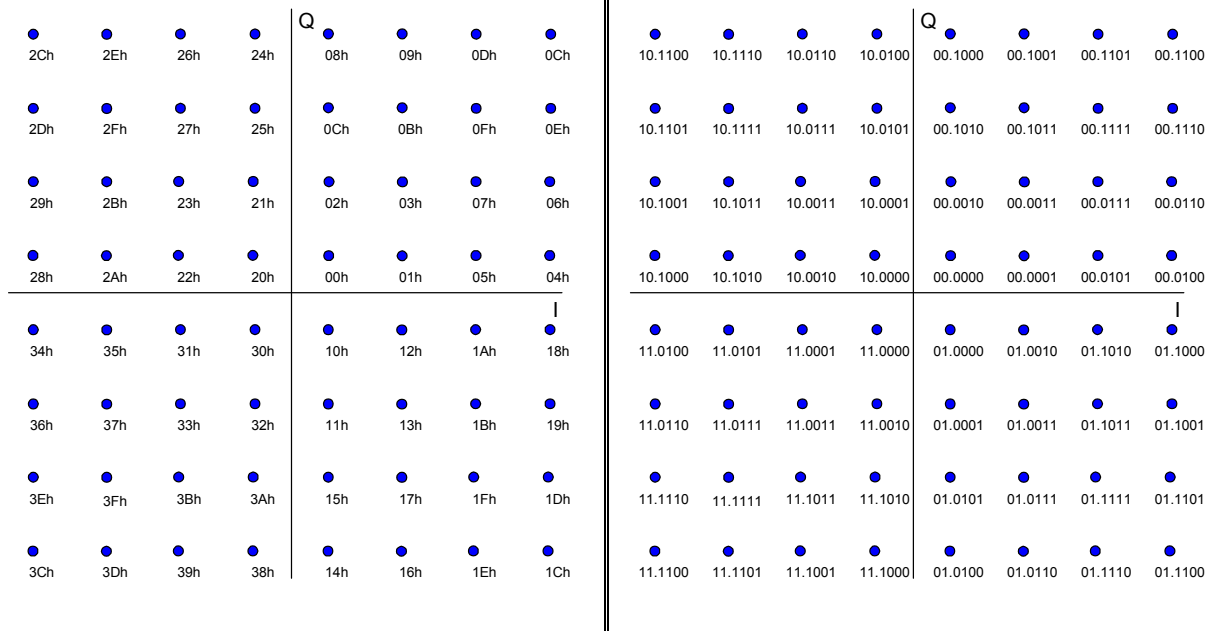 Q
2Ch 2Eh 26h 24h 08h 09h 0Dh 0Ch
2Dh 2Fh 27h 25h 0Ch 0Bh 0Fh 0Eh
29h 2Bh 23h 21h 02h 03h 07h 06h
28h 2Ah 22h 20h 00h 01h 05h 04h
I
34h 35h 31h 30h 10h 12h 1Ah 18h
36h 37h 33h 32h 11h 13h 1Bh 19h
3Eh 3Fh 3Bh 3Ah 15h 17h 1Fh 1Dh
3Ch 3Dh 39h 38h 14h 16h 1Eh 1Ch
Q
10.1100 10.1110 10.0110 10.0100 00.1000 00.1001 00.1101 00.1100
10.1101 10.1111 10.0111 10.0101 00.1010 00.1011 00.1111 00.1110
10.1001 10.1011 10.0011 10.0001 00.0010 00.0011 00.0111 00.0110
10.1000 10.1010 10.0010 10.0000 00.0000 00.0001 00.0101 00.0100
I
11.0100 11.0101 11.0001 11.0000 01.0000 01.0010 01.1010 01.1000
11.0110 11.0111 11.0011 11.0010 01.0001 01.0011 01.1011 01.1001
11.1110 11.1111 11.1011 11.1010 01.0101 01.0111 01.1111 01.1101
11.1100 11.1101 11.1001 11.1000 01.0100 01.0110 01.1110 01.1100